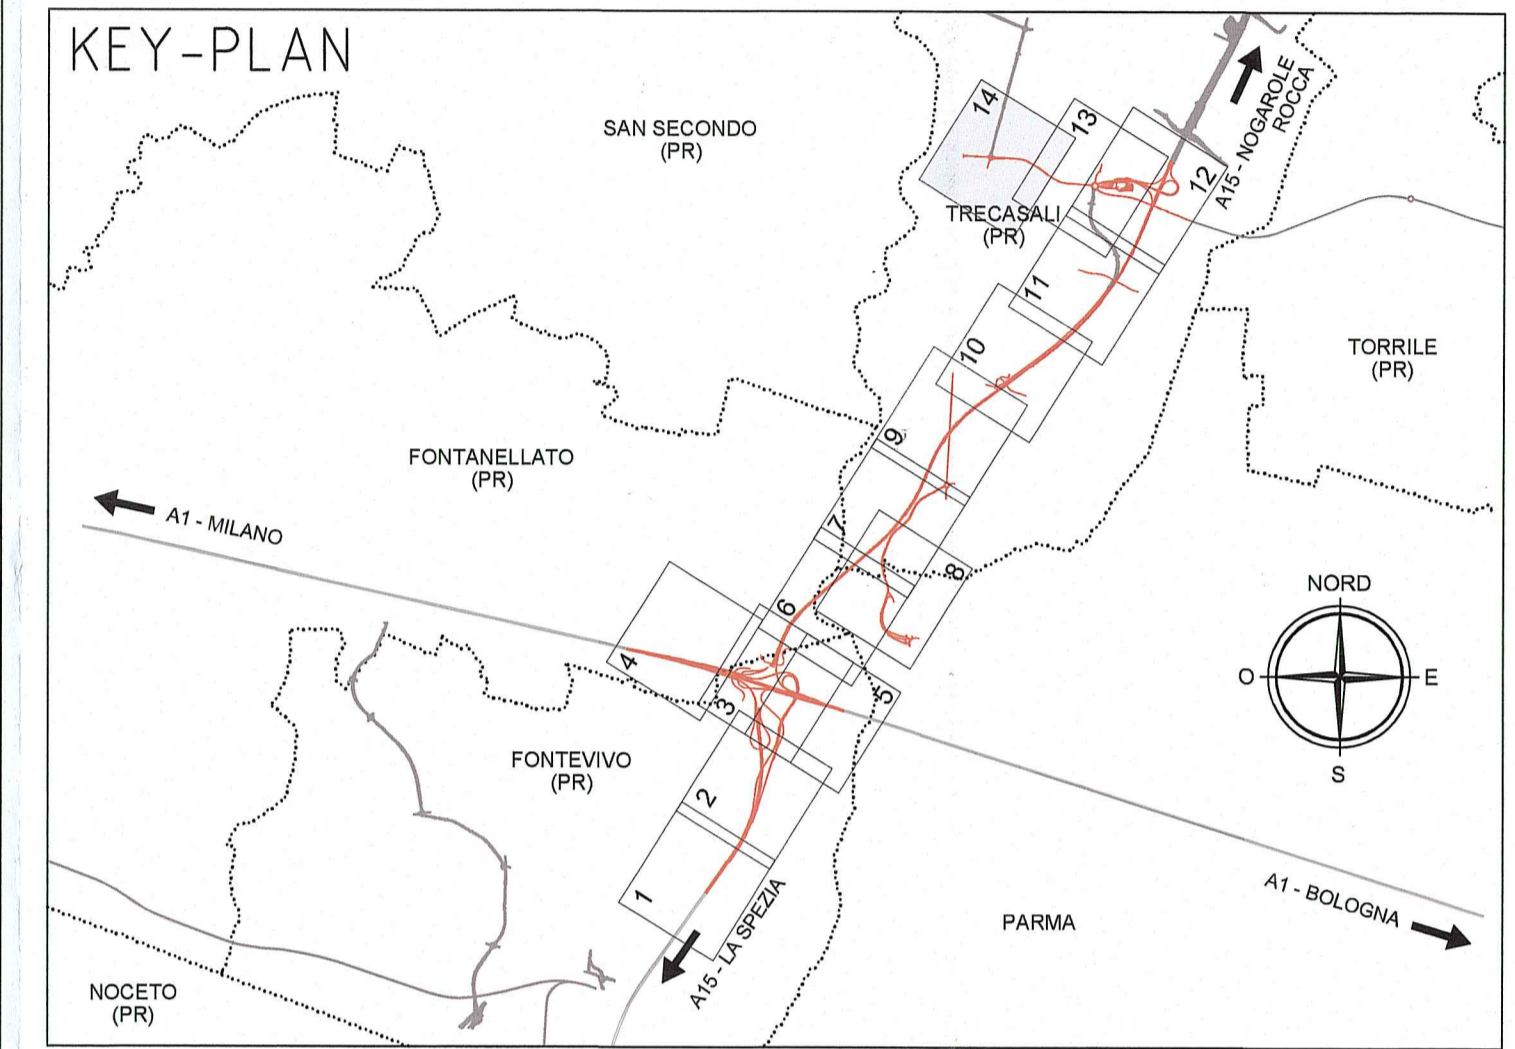 KEY-PLAN
SAN SECONDO
(PR)
14
13
12
A15 - NOGAROLE
ROCCA
TRECASALI
(PR)
11
10
TORRILE
(PR)
9
FONTANELLATO
(PR)
A1 - MILANO
7
8
6
NORD
O
E
S
4
5
3
FONTEVIVO
(PR)
2
1
A15 - LA SPEZIA
A1 - BOLOGNA
PARMA
NOCETO
(PR)